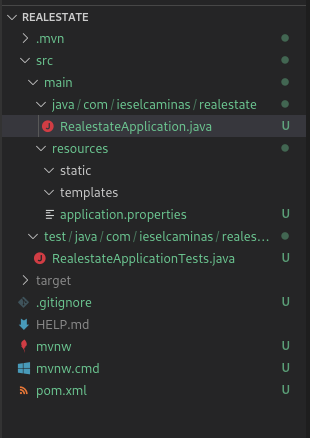 REALESTATE
.mvn
src
main
java / com / ieselcaminas / realestate
RealestateApplication.java U
resources
static
templates
application.properties U
test / java / com / ieselcaminas / reales...
RealestateApplicationTests.java U
target
.gitignore U
HELP.md
mvnw U
mvnw.cmd U
pom.xml U